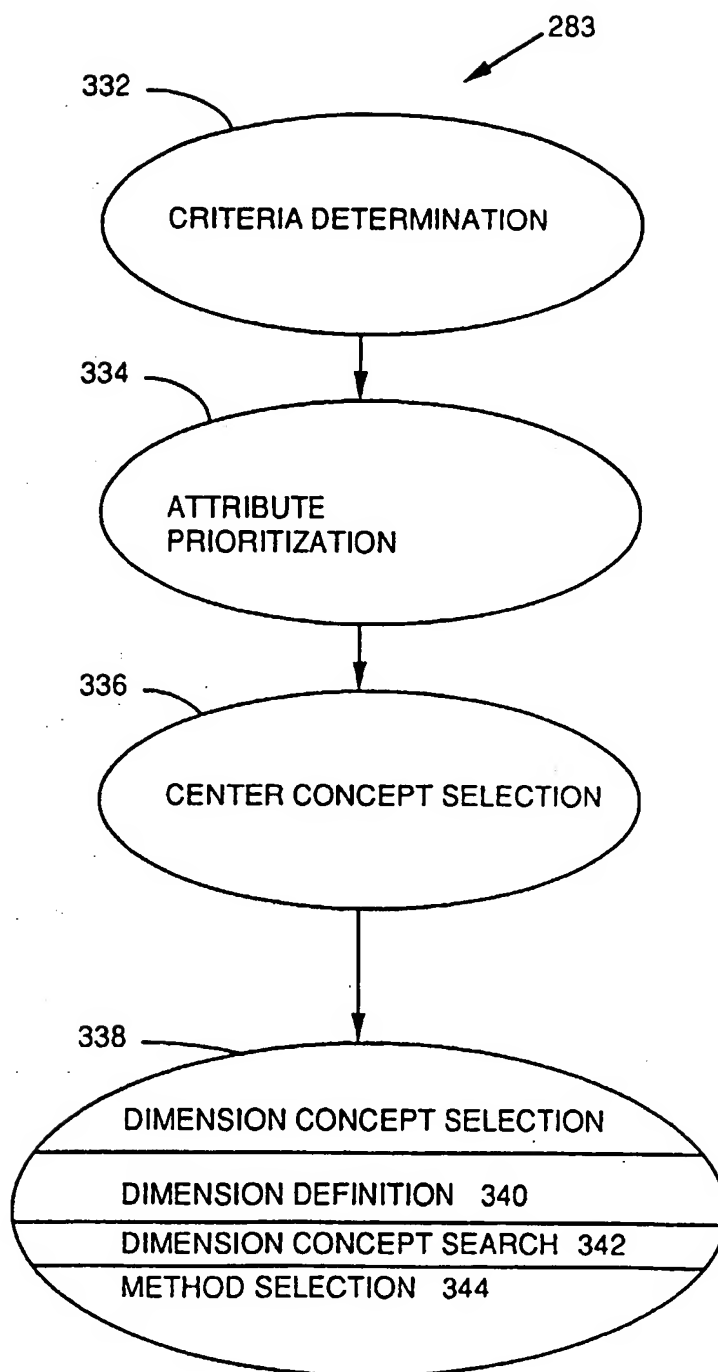 283
332
CRITERIA DETERMINATION
334
ATTRIBUTE
PRIORITIZATION
336
CENTER CONCEPT SELECTION
338
DIMENSION CONCEPT SELECTION
DIMENSION DEFINITION 340
DIMENSION CONCEPT SEARCH 342
METHOD SELECTION 344